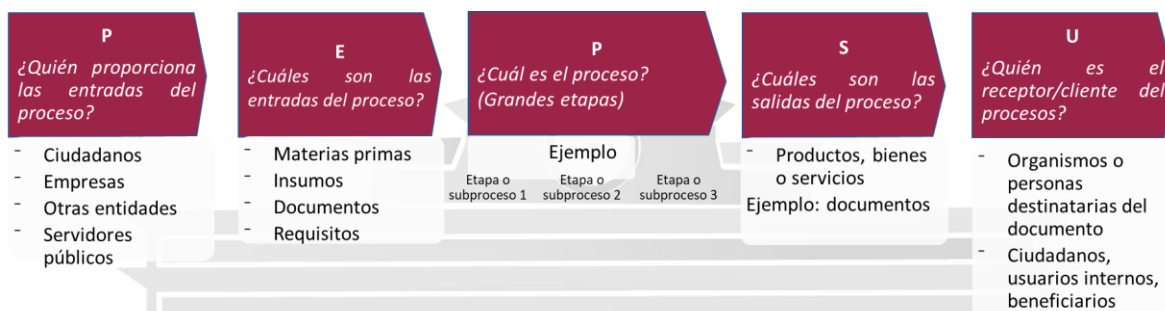 P
¿Quién proporciona
las entradas del
proceso?
- Ciudadanos
- Empresas
- Otras entidades
- Servidores
públicos
E
¿Cuáles son las
entradas del proceso?
- Materias primas
- Insumos
- Documentos
- Requisitos
P
¿Cuál es el proceso?
(Grandes etapas)
Ejemplo
Etapa o
subproceso 1
Etapa o
subproceso 2
Etapa o
subproceso 3
S
¿Cuáles son las
salidas del proceso?
- Productos, bienes
o servicios
Ejemplo: documentos
U
¿Quién es el
receptor/cliente del
procesos?
- Organismos o
personas
destinatarias del
documento
- Ciudadanos,
usuarios internos,
beneficiarios